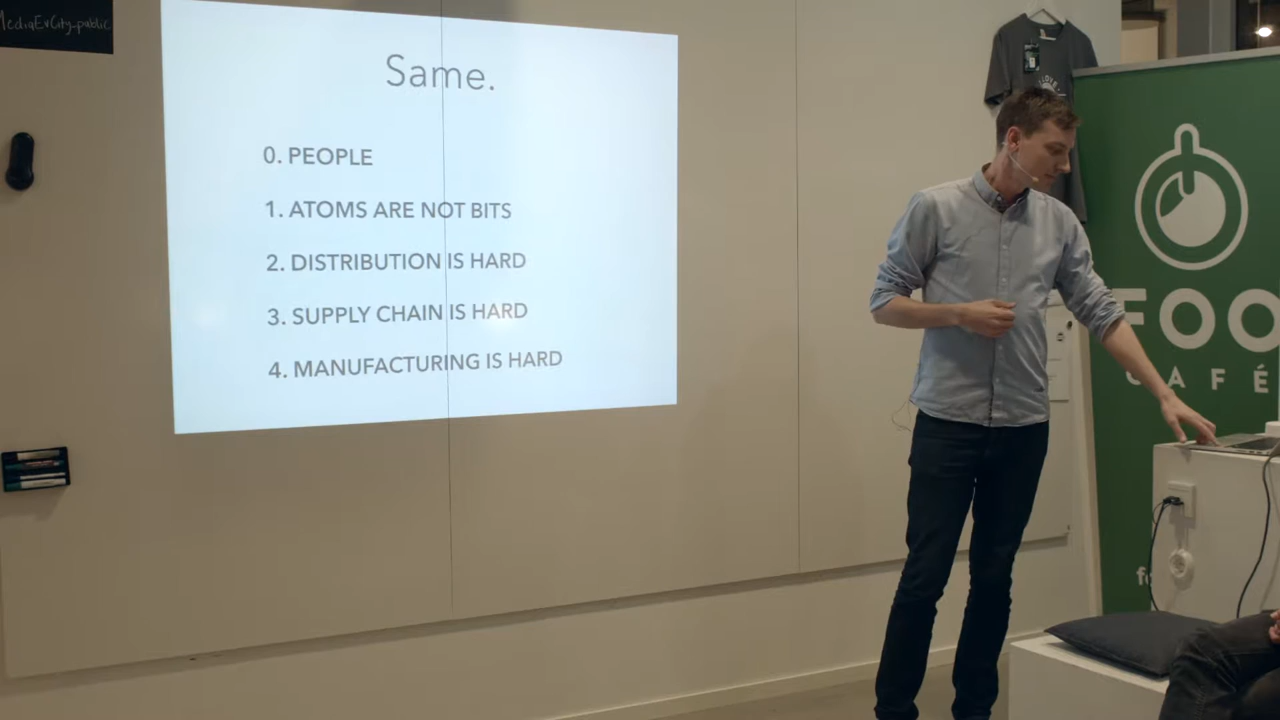 MediaEvCity_public
Same.
0. PEOPLE
1. ATOMS ARE NOT BITS
2. DISTRIBUTION IS HARD
3. SUPPLY CHAIN IS HARD
4. MANUFACTURING IS HARD
FOO
CAFÉ